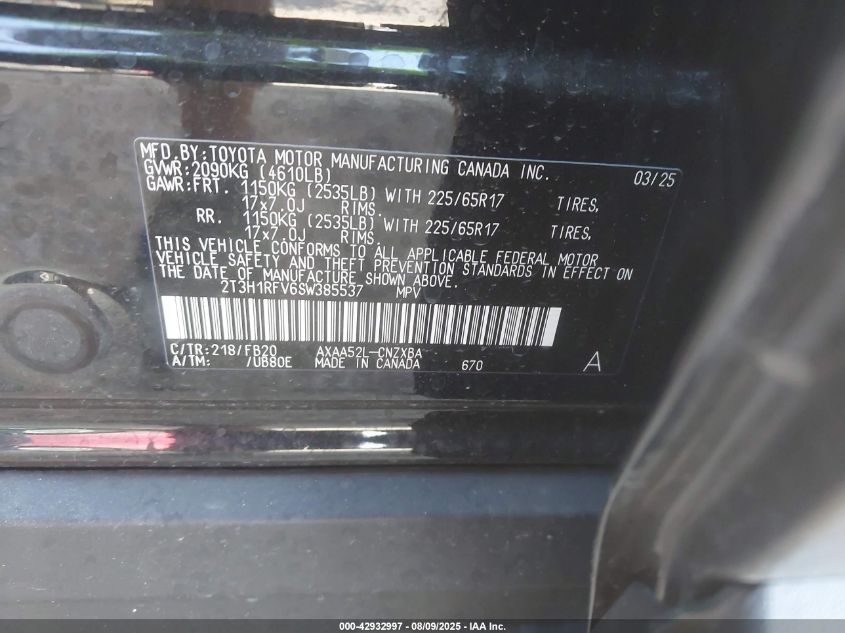 MFD.BY:TOYOTA MOTOR MANUFACTURING CANADA INC. 03/25
GVWR:2090KG (4610LB)
GAWR:FRT. 1150KG (2535LB) WITH 225/65R17 TIRES,
17x7.0J RIMS.
RR. 1150KG (2535LB) WITH 225/65R17 TIRES,
17x7.0J RIMS.
THIS VEHICLE CONFORMS TO ALL APPLICABLE FEDERAL MOTOR
VEHICLE SAFETY AND THEFT PREVENTION STANDARDS IN EFFECT ON
THE DATE OF MANUFACTURE SHOWN ABOVE.
2T3H1RFV6SW385537 MPV
C/TR:218/FB20 AXAA52L-CNZXBA
A/TM: /UB80E MADE IN CANADA 670 A
000-42932997 - 08/09/2025 - IAA Inc.